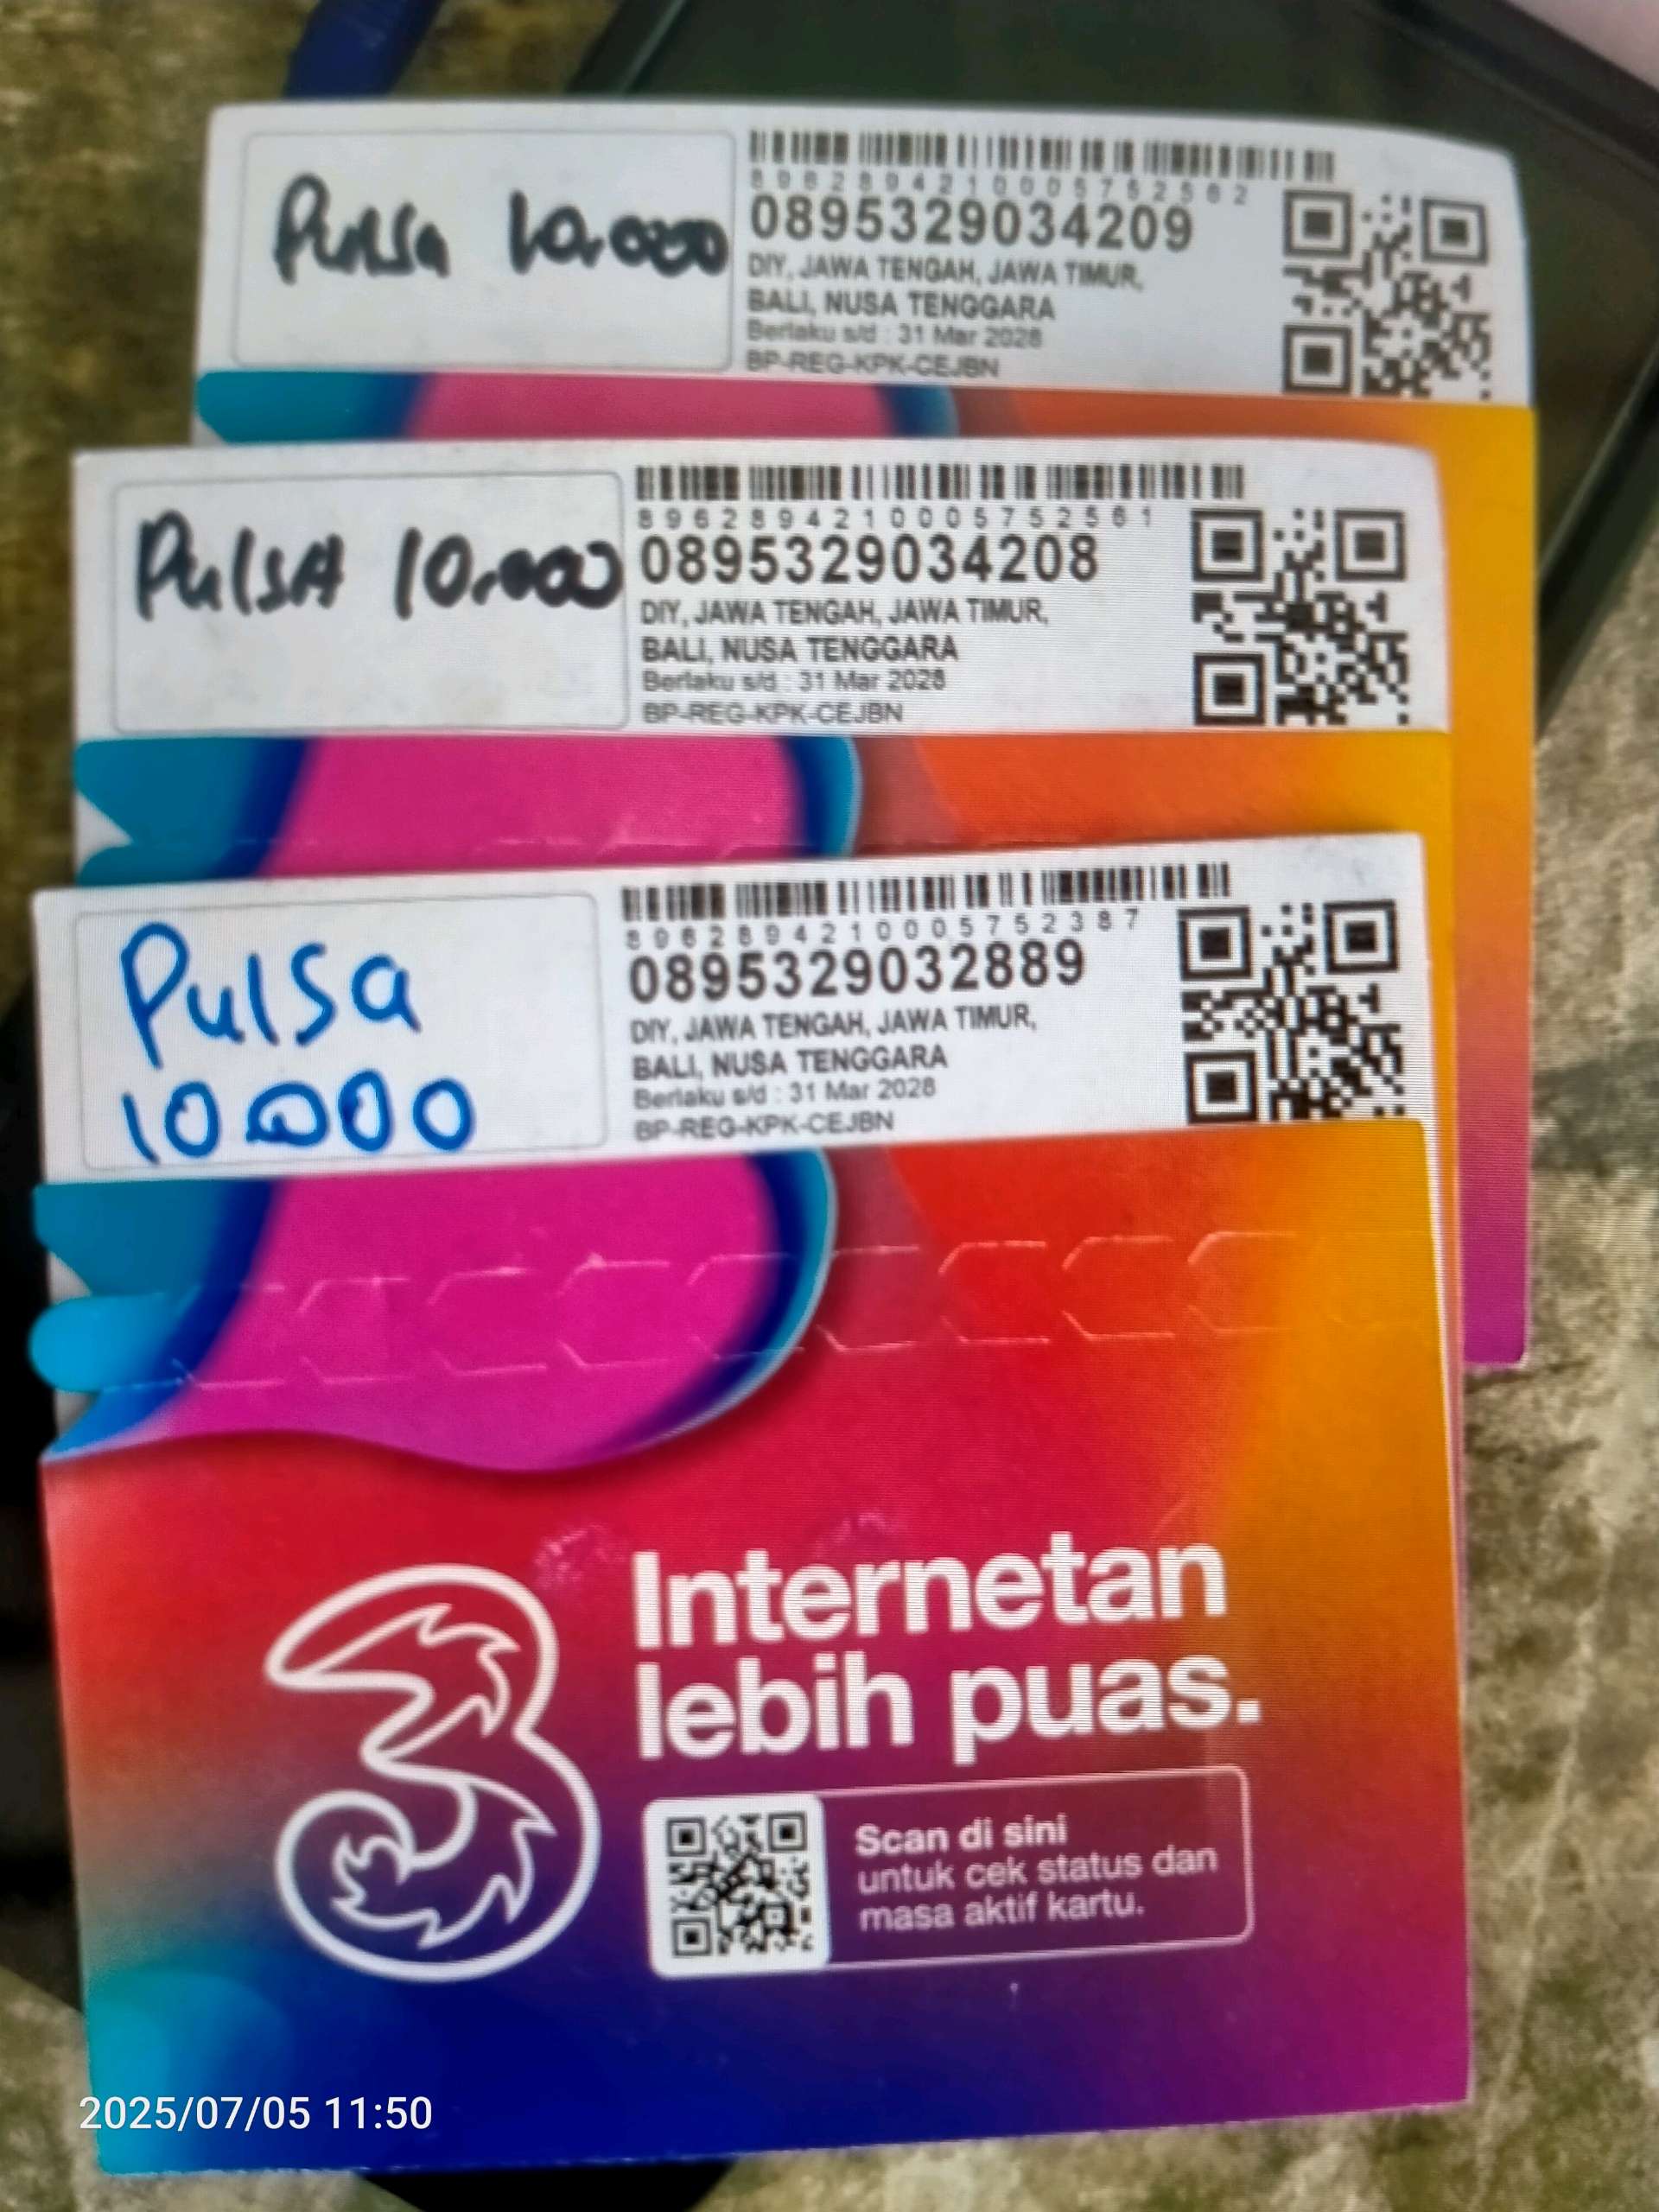 Pulsa 10.000
8962894210005752562
0895329034209
DIY, JAWA TENGAH, JAWA TIMUR,
BALI, NUSA TENGGARA
Berlaku s/d : 31 Mar 2028
BP-REG-KPK-CEJBN
PulsA 10.000
8962894210005752561
0895329034208
DIY, JAWA TENGAH, JAWA TIMUR,
BALI, NUSA TENGGARA
Berlaku s/d : 31 Mar 2028
BP-REG-KPK-CEJBN
Pulsa
10000
8962894210005752387
0895329032889
DIY, JAWA TENGAH, JAWA TIMUR,
BALI, NUSA TENGGARA
Berlaku s/d : 31 Mar 2028
BP-REG-KPK-CEJBN
3
Internetan
lebih puas.
Scan di sini
untuk cek status dan
masa aktif kartu.
2025/07/05 11:50